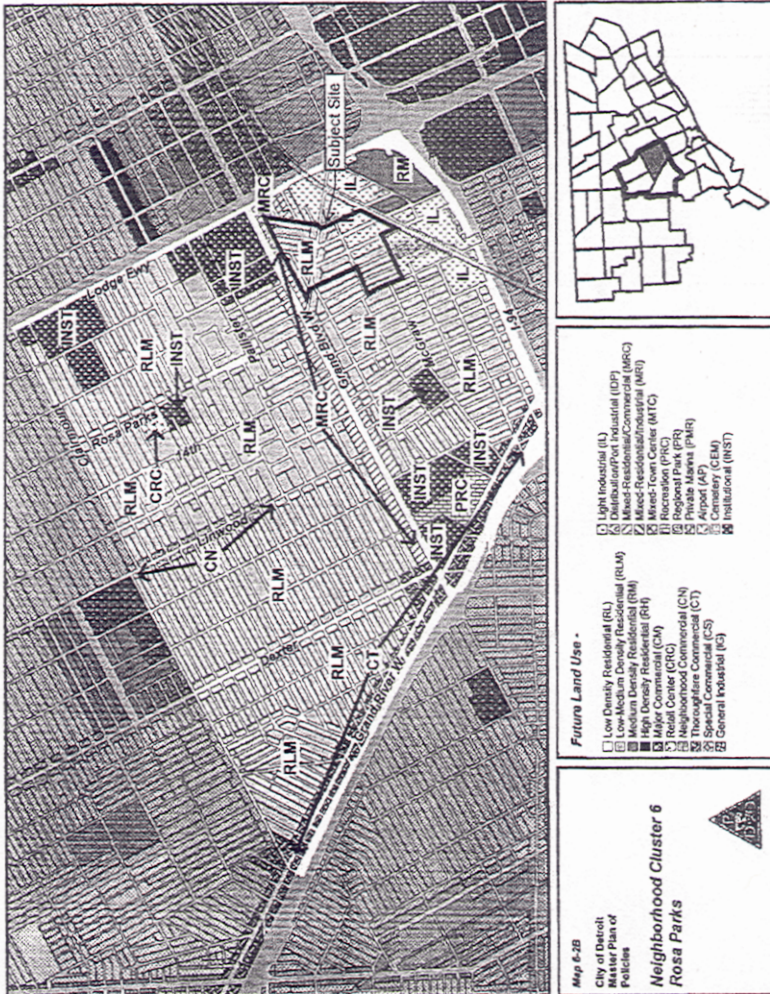 Lodge Fwy
INST
Clairmount
Rosa Parks
RLM
INST
CRC
RLM
14th
RLM
Pallister
INST
MRC
Subject Site
RLM
IL
RM
IL
IL
Grand Blvd W
RLM
McGraw
RLM
INST
MRC
CN
Linwood
RLM
Dexter
RLM
CT
Grand River W
RLM
INST
INST
PRC
INST
I-94
Map 6-2B
City of Detroit
Master Plan of
Policies
Neighborhood Cluster 6
Rosa Parks
P&DD
Future Land Use -
Low Density Residential (RL)
Low-Medium Density Residential (RLM)
Medium Density Residential (RM)
High Density Residential (RH)
Major Commercial (CM)
Retail Center (CRC)
Neighborhood Commercial (CN)
Thoroughfare Commercial (CT)
Special Commercial (CS)
General Industrial (IG)
Light Industrial (IL)
Distribution/Port Industrial (IDP)
Mixed-Residential/Commercial (MRC)
Mixed-Residential/Industrial (MRI)
Mixed-Town Center (MTC)
Recreation (PRC)
Regional Park (PR)
Private Marina (PMR)
Airport (AP)
Cemetery (CEM)
Institutional (INST)